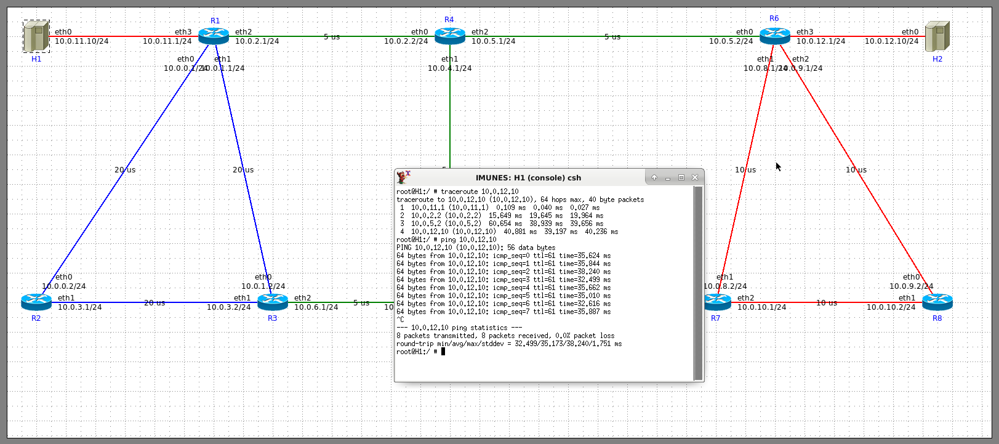 R1
R4
R6
eth0
eth3
eth2
eth0
eth2
eth0
eth3
eth0
10.0.11.10/24
10.0.11.1/24
10.0.2.1/24
5 us
10.0.2.2/24
10.0.5.1/24
5 us
10.0.5.2/24
10.0.12.1/24
10.0.12.10/24
H1
H2
eth0
eth1
eth1
eth1
eth2
10.0.0.1/24
10.0.1.1/24
10.0.4.1/24
10.0.8.1/24
10.0.9.1/24
20 us
20 us
10 us
10 us
IMUNES: H1 (console) csh
root@H1:/ # traceroute 10.0.12.10
traceroute to 10.0.12.10 (10.0.12.10), 64 hops max, 40 byte packets
1  10.0.11.1 (10.0.11.1)  0.109 ms  0.040 ms  0.027 ms
2  10.0.2.2 (10.0.2.2)  15.649 ms  19.645 ms  19.964 ms
3  10.0.5.2 (10.0.5.2)  60.654 ms  38.939 ms  39.656 ms
4  10.0.12.10 (10.0.12.10)  40.881 ms  39.197 ms  40.236 ms
root@H1:/ # ping 10.0.12.10
PING 10.0.12.10 (10.0.12.10): 56 data bytes
64 bytes from 10.0.12.10: icmp_seq=0 ttl=61 time=35.624 ms
64 bytes from 10.0.12.10: icmp_seq=1 ttl=61 time=35.844 ms
64 bytes from 10.0.12.10: icmp_seq=2 ttl=61 time=38.240 ms
64 bytes from 10.0.12.10: icmp_seq=3 ttl=61 time=32.499 ms
64 bytes from 10.0.12.10: icmp_seq=4 ttl=61 time=35.662 ms
64 bytes from 10.0.12.10: icmp_seq=5 ttl=61 time=35.010 ms
64 bytes from 10.0.12.10: icmp_seq=6 ttl=61 time=32.616 ms
64 bytes from 10.0.12.10: icmp_seq=7 ttl=61 time=35.887 ms
^C
--- 10.0.12.10 ping statistics ---
8 packets transmitted, 8 packets received, 0.0% packet loss
round-trip min/avg/max/stddev = 32.499/35.173/38.240/1.751 ms
root@H1:/ #
eth0
eth0
eth1
eth0
10.0.0.2/24
10.0.1.2/24
10.0.8.2/24
10.0.9.2/24
eth1
eth1
eth2
eth2
eth1
10.0.3.1/24
20 us
10.0.3.2/24
10.0.6.1/24
5 us
10
10.0.10.1/24
10 us
10.0.10.2/24
R2
R3
R7
R8